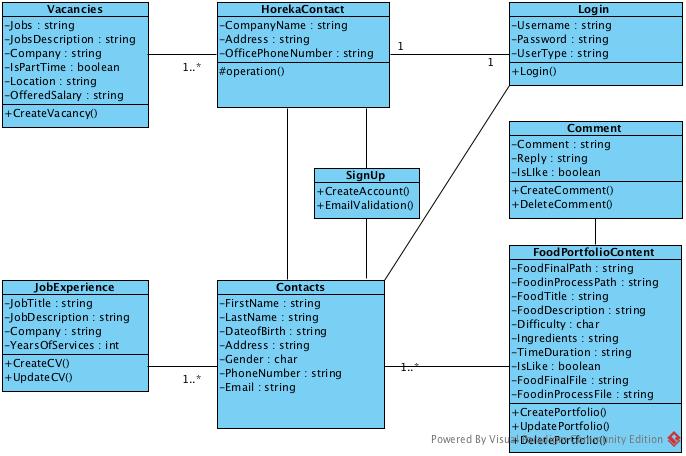 Vacancies
-Jobs : string
-JobsDescription : string
-Company : string
-IsPartTime : boolean
-Location : string
-OfferedSalary : string
+CreateVacancy()
1..*
HorekaContact
-CompanyName : string
-Address : string
-OfficePhoneNumber : string
#operation()
1
1
Login
-Username : string
-Password : string
-UserType : string
+Login()
Comment
-Comment : string
-Reply : string
-IsLIke : boolean
+CreateComment()
+DeleteComment()
SignUp
+CreateAccount()
+EmailValidation()
JobExperience
-JobTitle : string
-JobDescription : string
-Company : string
-YearsOfServices : int
+CreateCV()
+UpdateCV()
1..*
Contacts
-FirstName : string
-LastName : string
-DateofBirth : string
-Address : string
-Gender : char
-PhoneNumber : string
-Email : string
1..*
FoodPortfolioContent
-FoodFinalPath : string
-FoodinProcessPath : string
-FoodTitle : string
-FoodDescription : string
-Difficulty : char
-Ingredients : string
-TimeDuration : string
-IsLike : boolean
-FoodFinalFile : string
-FoodinProcessFile : string
+CreatePortfolio()
+UpdatePortfolio()
+DeletePortfolio()
Powered By Visual Paradigm Community Edition